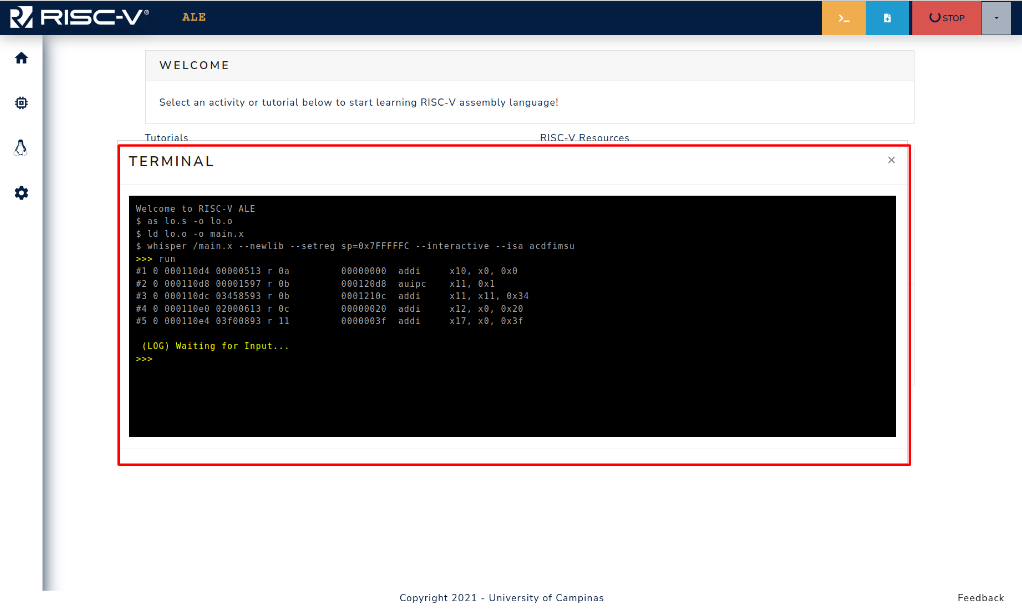 RISC-V® ALE >_ STOP
WELCOME
Select an activity or tutorial below to start learning RISC-V assembly language!
Tutorials RISC-V Resources
TERMINAL ×
Welcome to RISC-V ALE
$ as lo.s -o lo.o
$ ld lo.o -o main.x
$ whisper /main.x --newlib --setreg sp=0x7FFFFFC --interactive --isa acdfimsu
>>> run
#1 0 000110d4 00000513 r 0a 00000000 addi x10, x0, 0x0
#2 0 000110d8 00001597 r 0b 000120d8 auipc x11, 0x1
#3 0 000110dc 03458593 r 0b 0001210c addi x11, x11, 0x34
#4 0 000110e0 02000613 r 0c 00000020 addi x12, x0, 0x20
#5 0 000110e4 03f00893 r 11 0000003f addi x17, x0, 0x3f
(LOG) Waiting for Input...
>>>
Copyright 2021 - University of Campinas Feedback